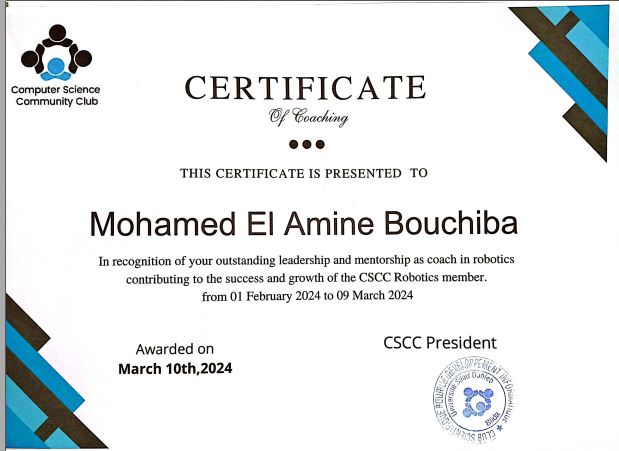 Computer Science
Community Club
CERTIFICATE
Of Coaching
THIS CERTIFICATE IS PRESENTED TO
Mohamed El Amine Bouchiba
In recognition of your outstanding leadership and mentorship as coach in robotics
contributing to the success and growth of the CSCC Robotics member.
from 01 February 2024 to 09 March 2024
Awarded on
March 10th,2024
CSCC President
CLUB SCIENTIFIQUE POUR LE DEVELOPPEMENT INFORMATIQUE
Université Saad Dahleb
Blida